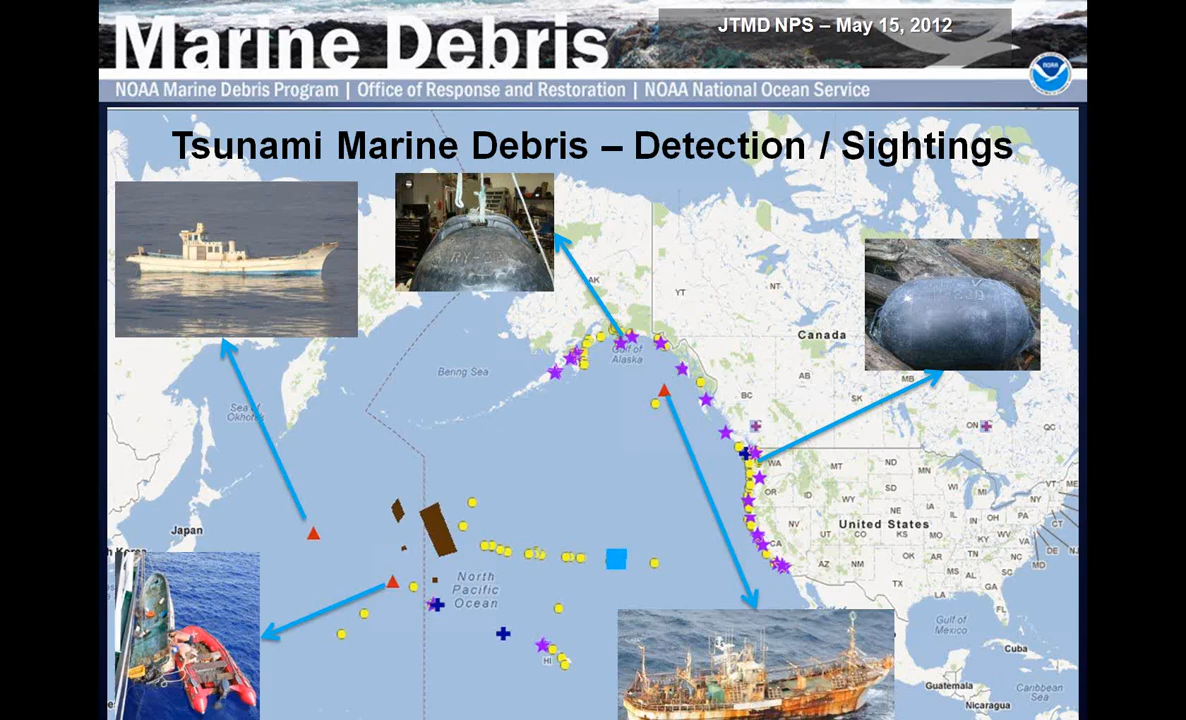 Marine Debris
JTMD NPS – May 15, 2012
NOAA
NOAA Marine Debris Program | Office of Response and Restoration | NOAA National Ocean Service
Tsunami Marine Debris – Detection / Sightings
AK
YT
NT
Canada
Gulf of
Alaska
Bering Sea
Sea of
Okhotsk
BC
AB
SK
MB
ON
QC
WA
MT
ND
MN
OR
ID
WY
SD
WI
MI
VT
ME
NE
IA
NY
NV
UT
United States
IL
IN
OH
PA
CT
CO
KS
MO
KY
WV
VA
DE
NJ
CA
AZ
NM
OK
AR
TN
NC
MD
MS
AL
SC
TX
LA
GA
FL
Japan
North
Pacific
Ocean
HI
Gulf of
Mexico
Cuba
Guatemala
Caribbean
Sea
Nicaragua